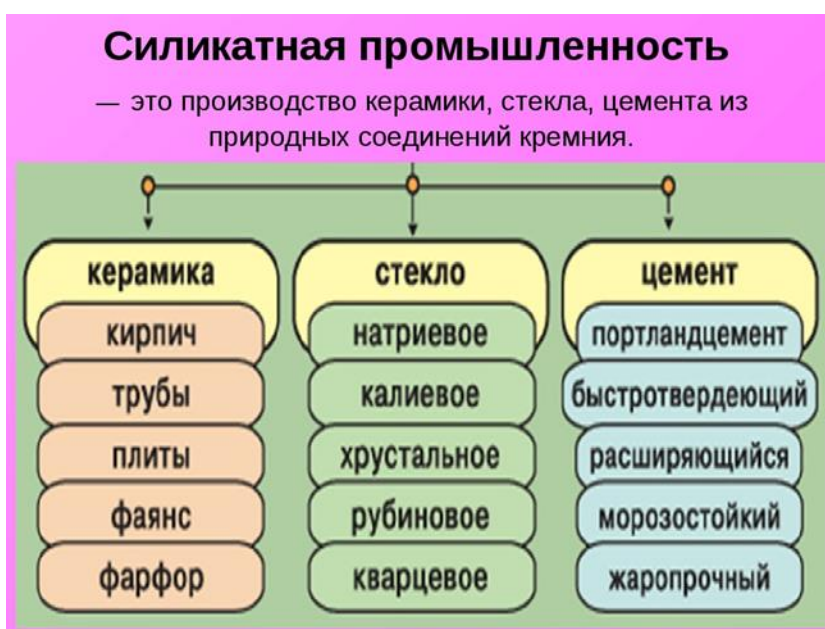 Силикатная промышленность
— это производство керамики, стекла, цемента из
природных соединений кремния.
керамика
кирпич
трубы
плиты
фаянс
фарфор
стекло
натриевое
калиевое
хрустальное
рубиновое
кварцевое
цемент
портландцемент
быстротвердеющий
расширяющийся
морозостойкий
жаропрочный